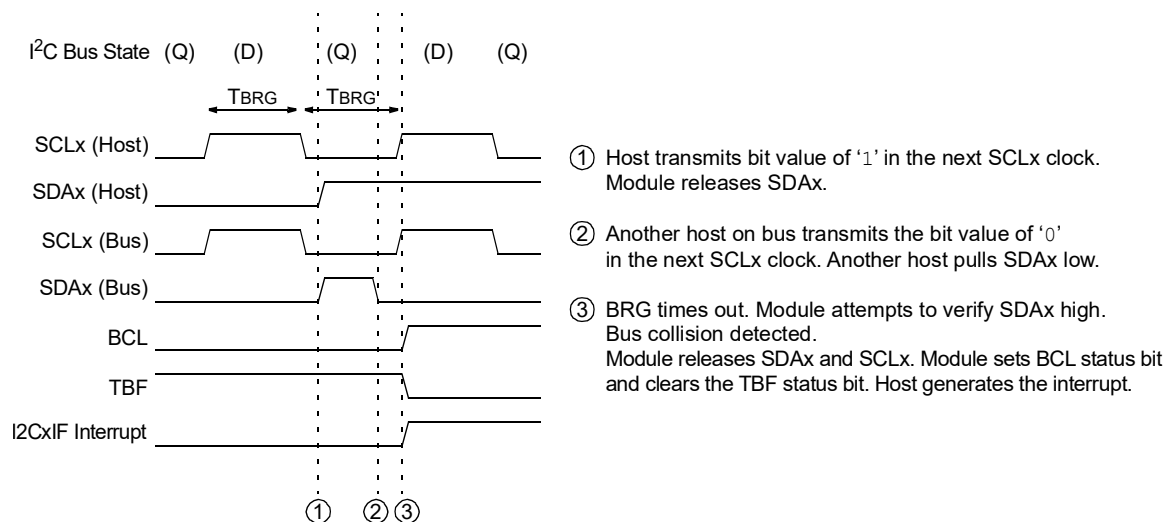 I²C Bus State (Q) (D) (Q) (D) (Q)
TBRG TBRG
SCLx (Host)
SDAx (Host)
SCLx (Bus)
SDAx (Bus)
BCL
TBF
I2CxIF Interrupt
1 2 3
① Host transmits bit value of ‘1’ in the next SCLx clock.
Module releases SDAx.
② Another host on bus transmits the bit value of ‘0’
in the next SCLx clock. Another host pulls SDAx low.
③ BRG times out. Module attempts to verify SDAx high.
Bus collision detected.
Module releases SDAx and SCLx. Module sets BCL status bit
and clears the TBF status bit. Host generates the interrupt.